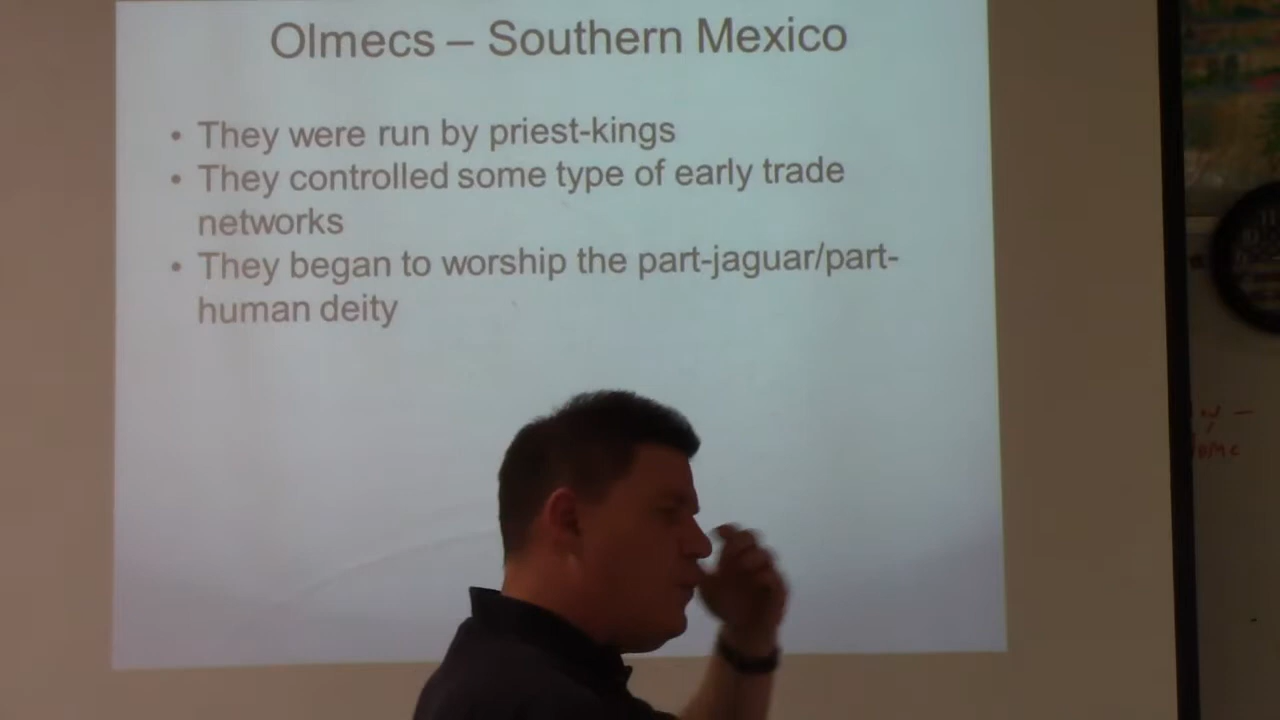 Olmecs – Southern Mexico
• They were run by priest-kings
• They controlled some type of early trade
networks
• They began to worship the part-jaguar/part-
human deity